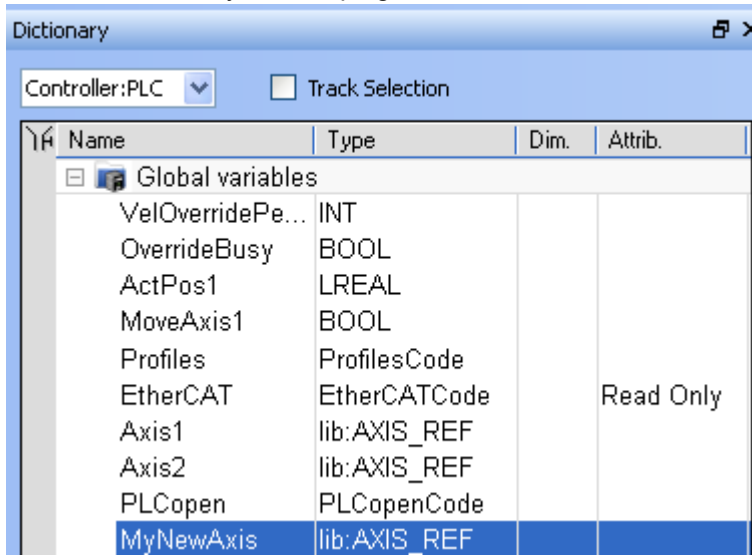 Dictionary
Controller:PLC Track Selection
Name Type Dim. Attrib.
Global variables
VelOverridePe... INT
OverrideBusy BOOL
ActPos1 LREAL
MoveAxis1 BOOL
Profiles ProfilesCode
EtherCAT EtherCATCode Read Only
Axis1 lib:AXIS_REF
Axis2 lib:AXIS_REF
PLCopen PLCopenCode
MyNewAxis lib:AXIS_REF